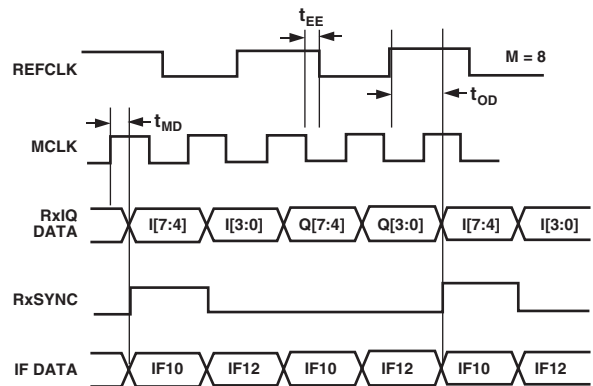 tEE
REFCLK
M = 8
tMD
tOD
MCLK
RxIQ
DATA
I[7:4] I[3:0] Q[7:4] Q[3:0] I[7:4] I[3:0]
RxSYNC
IF DATA IF10 IF12 IF10 IF12 IF10 IF12